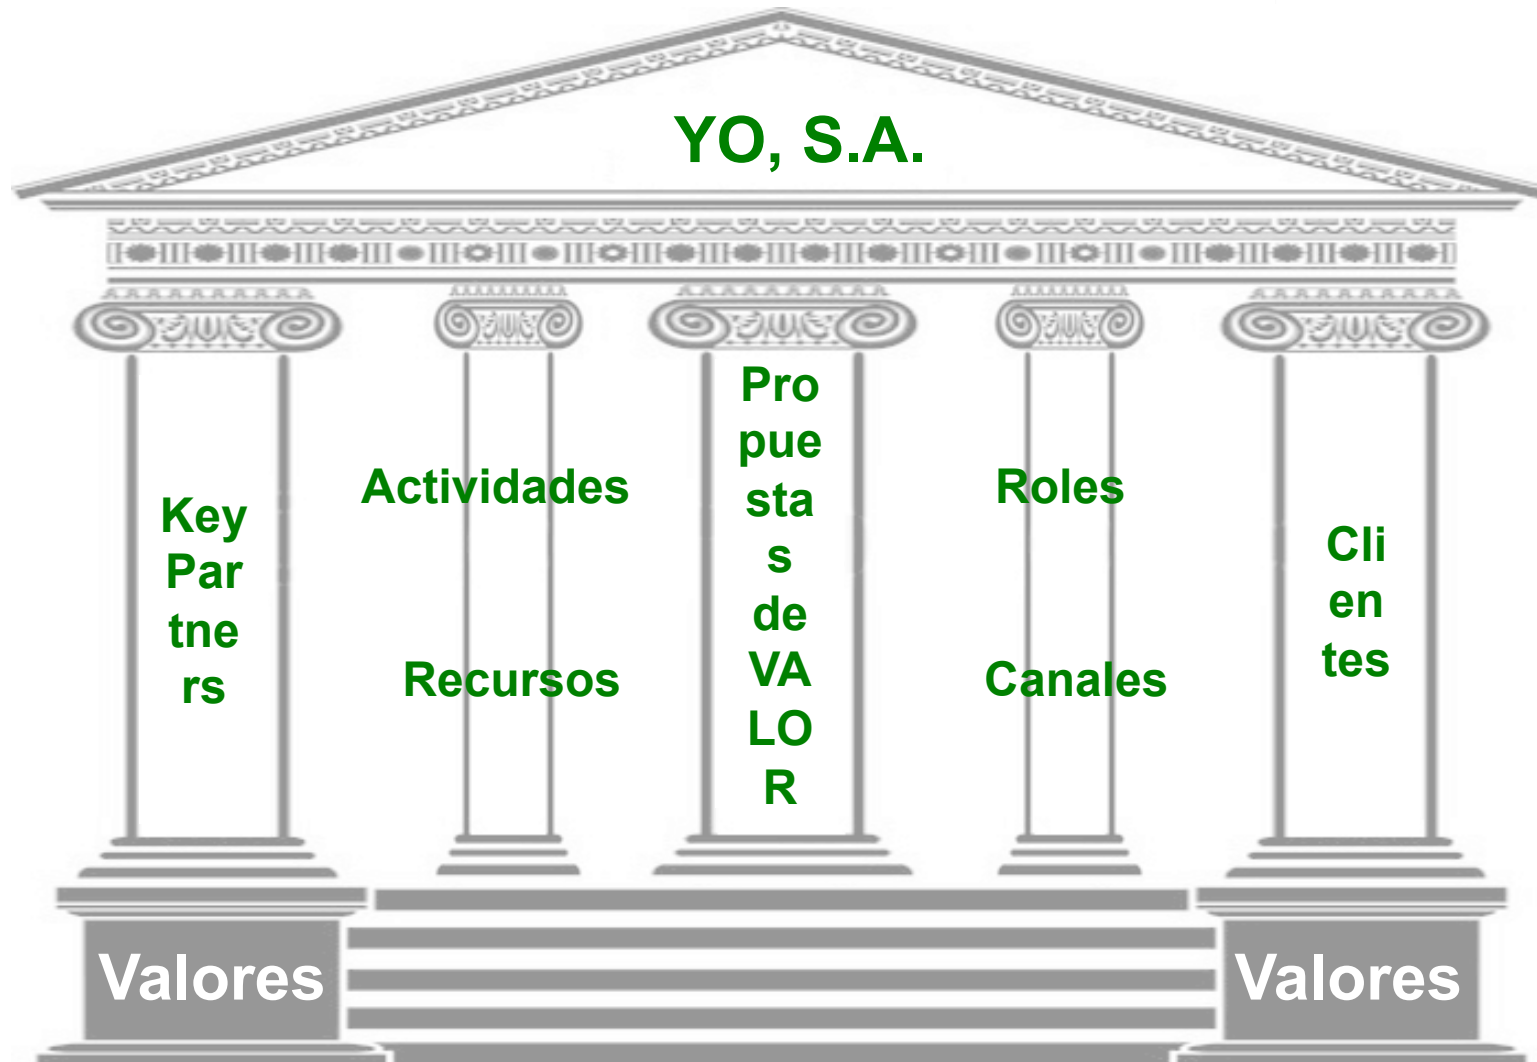 YO, S.A.
Key
Par
tne
rs
Actividades
Recursos
Pro
pue
sta
s
de
VA
LO
R
Roles
Canales
Cli
en
tes
Valores
Valores